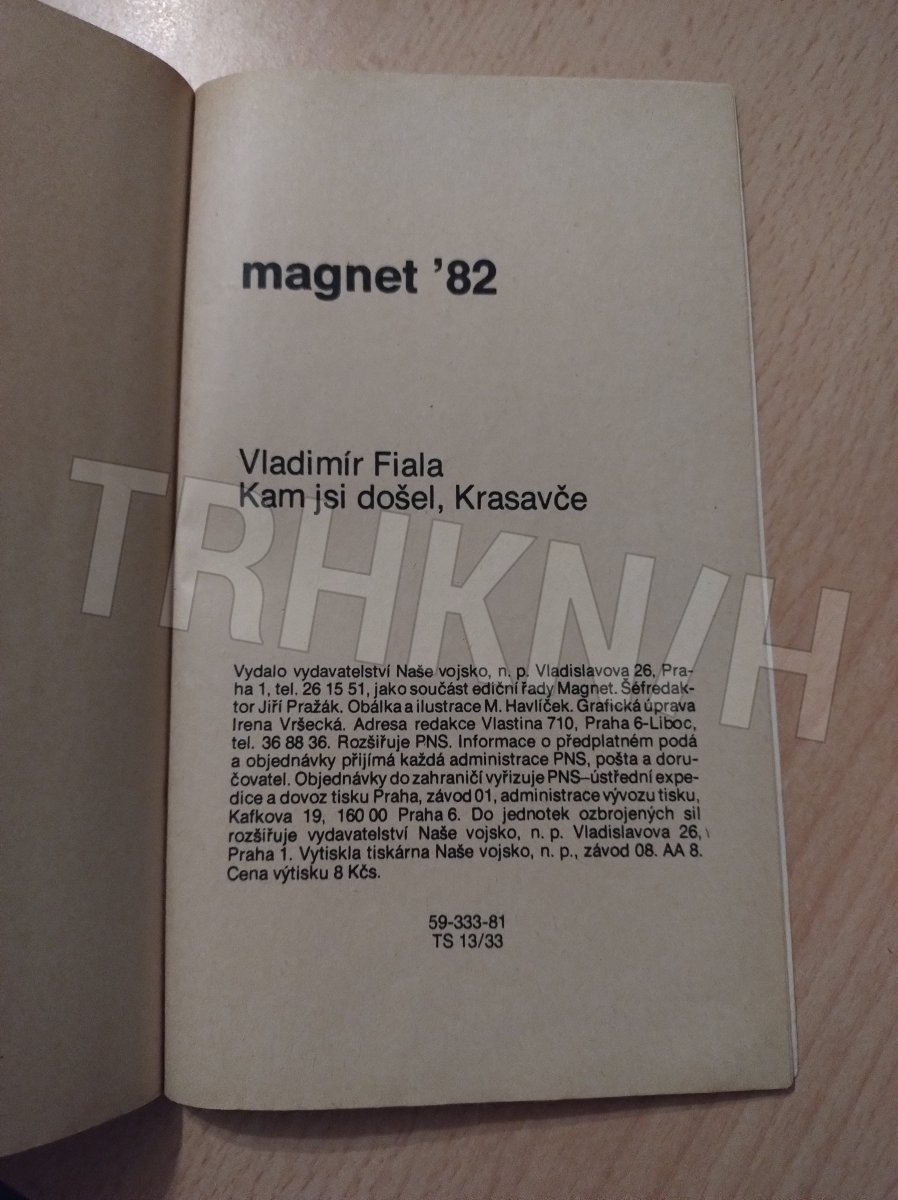 magnet ’82
Vladimír Fiala
Kam jsi došel, Krasavče
Vydalo vydavatelství Naše vojsko, n. p. Vladislavova 26, Pra-
ha 1, tel. 26 15 51, jako součást ediční řady Magnet. Šéfredak-
tor Jiří Pražák. Obálka a ilustrace M. Havlíček. Grafická úprava
Irena Vršecká. Adresa redakce Vlastina 710, Praha 6-Liboc,
tel. 36 88 36. Rozšiřuje PNS. Informace o předplatném podá
a objednávky přijímá každá administrace PNS, pošta a doru-
čovatel. Objednávky do zahraničí vyřizuje PNS–ústřední expe-
dice a dovoz tisku Praha, závod 01, administrace vývozu tisku,
Kafkova 19, 160 00 Praha 6. Do jednotek ozbrojených sil
rozšiřuje vydavatelství Naše vojsko, n. p. Vladislavova 26,
Praha 1. Vytiskla tiskárna Naše vojsko, n. p., závod 08. AA 8.
Cena výtisku 8 Kčs.
59-333-81
TS 13/33
TRHKNIH